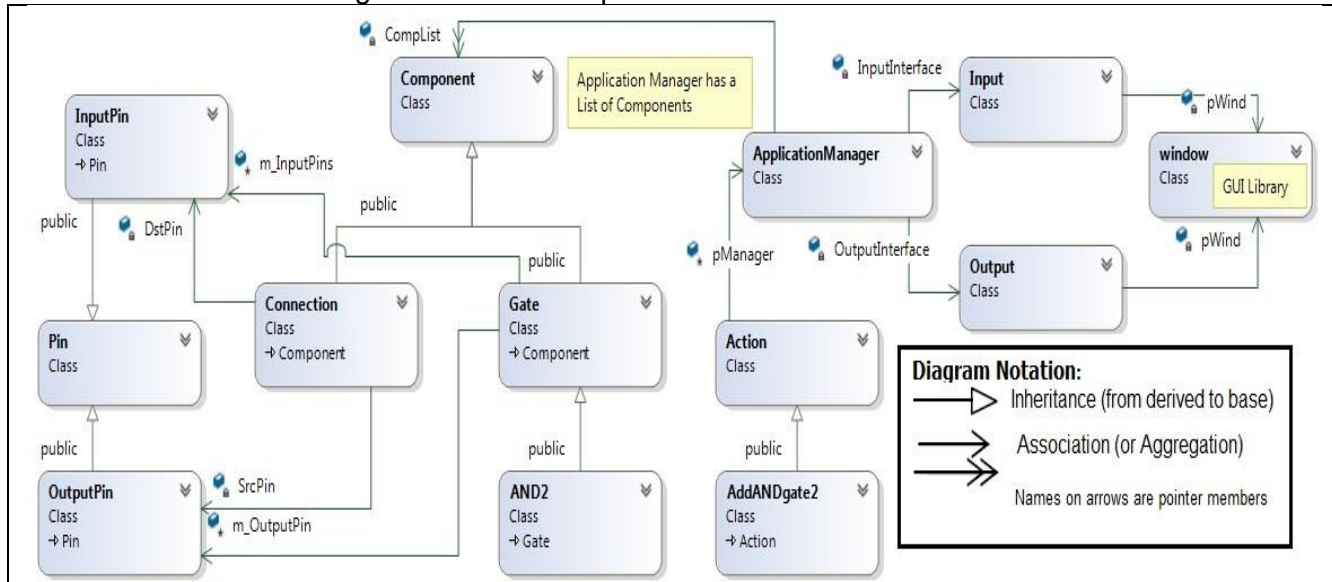 CompList
Component
Class
Application Manager has a
List of Components
InputInterface
Input
Class
pWind
InputPin
Class
Pin
m_InputPins
ApplicationManager
Class
window
Class
GUI Library
public
public
DstPin
public
pManager
OutputInterface
pWind
Output
Class
Connection
Class
Component
Gate
Class
Component
Pin
Class
Action
Class
Diagram Notation:
Inheritance (from derived to base)
Association (or Aggregation)
Names on arrows are pointer members
public
public
public
OutputPin
Class
Pin
SrcPin
m_OutputPin
AND2
Class
Gate
AddANDgate2
Class
Action